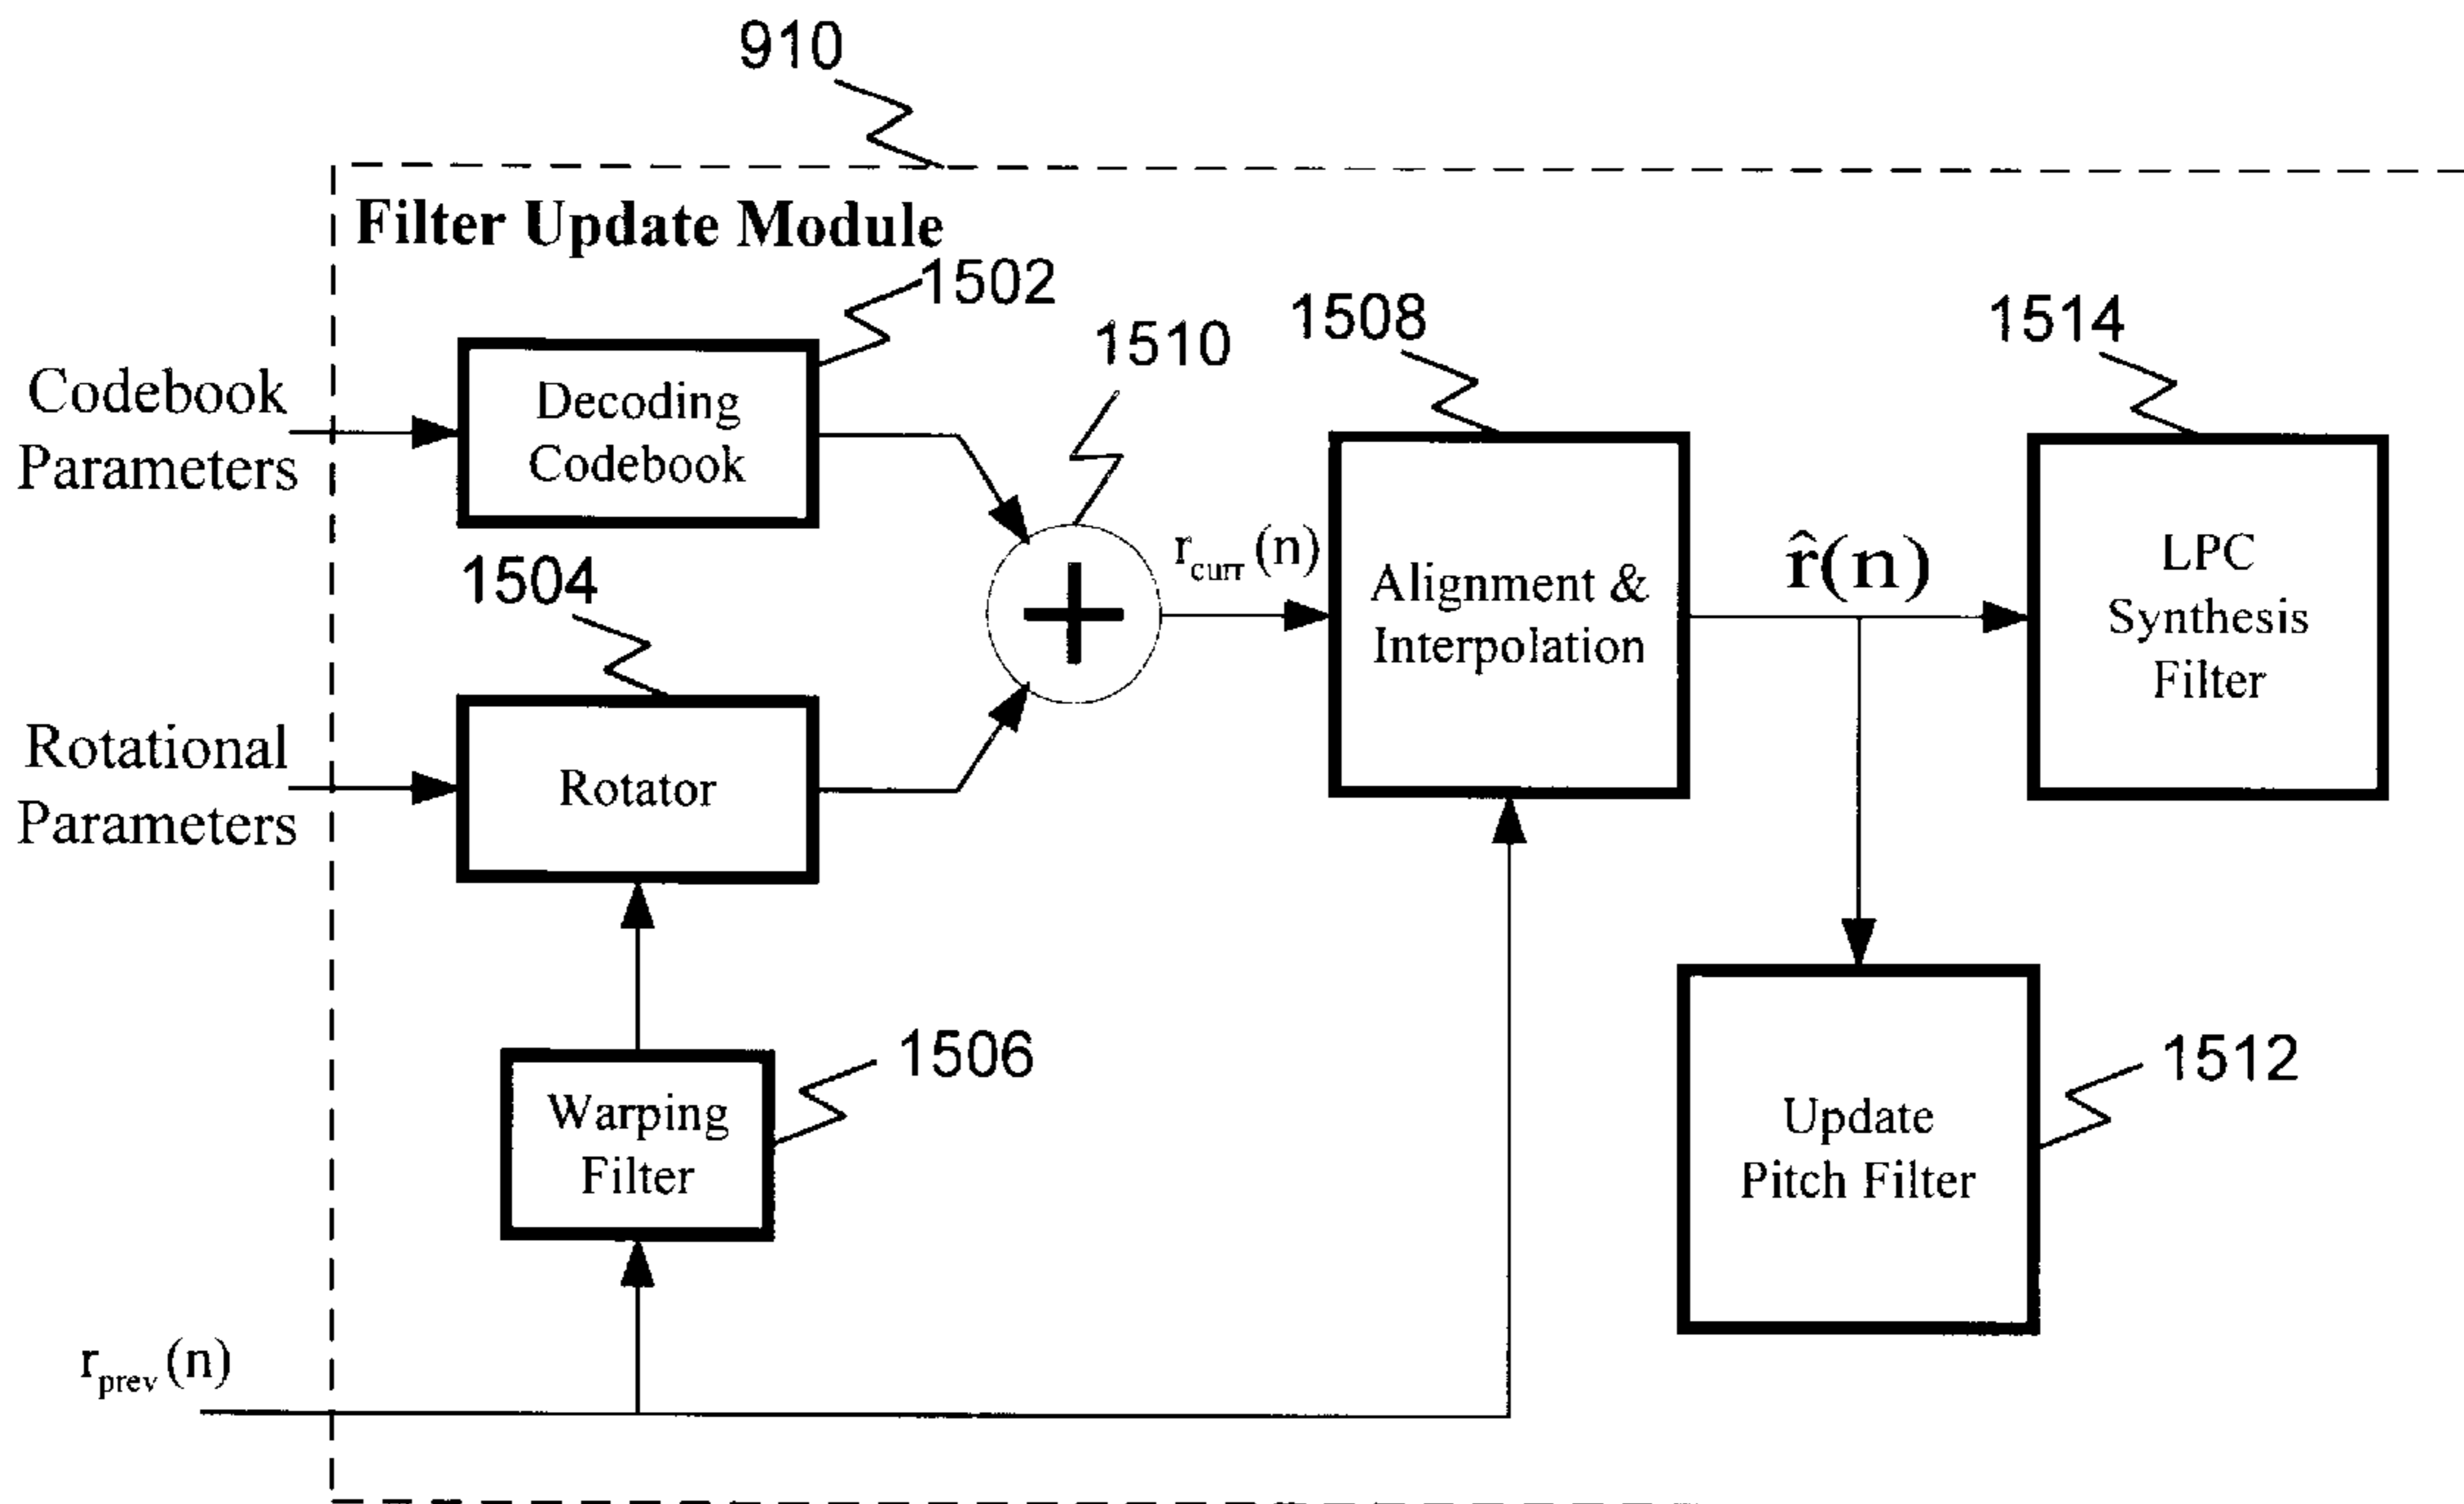 910
Filter Update Module
1502
1510
1508
1514
Codebook
Parameters
Decoding
Codebook
1504
r_curr (n)
Alignment &
Interpolation
r̂(n)
LPC
Synthesis
Filter
Rotational
Parameters
Rotator
1506
Warping
Filter
1512
Update
Pitch Filter
r_prev (n)